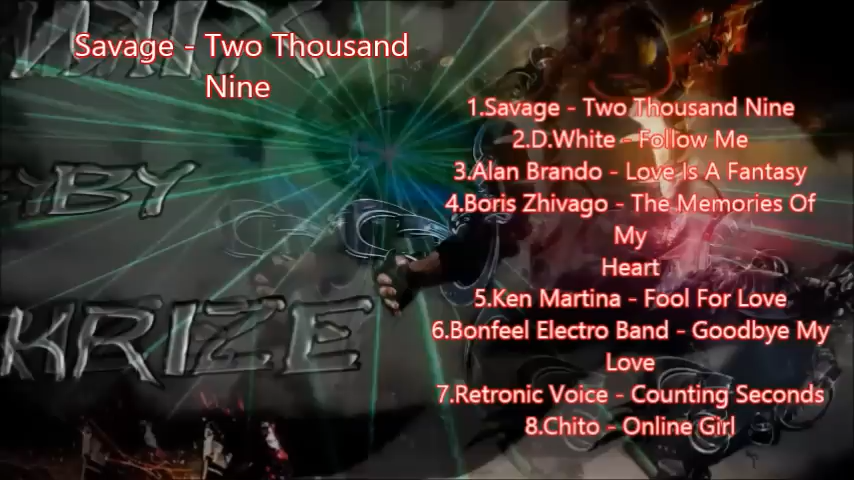 Savage - Two Thousand
Nine
1.Savage - Two Thousand Nine
2.D.White - Follow Me
3.Alan Brando - Love Is A Fantasy
4.Boris Zhivago - The Memories Of
My
Heart
5.Ken Martina - Fool For Love
6.Bonfeel Electro Band - Goodbye My
Love
7.Retronic Voice - Counting Seconds
8.Chito - Online Girl
BY
KRIZE